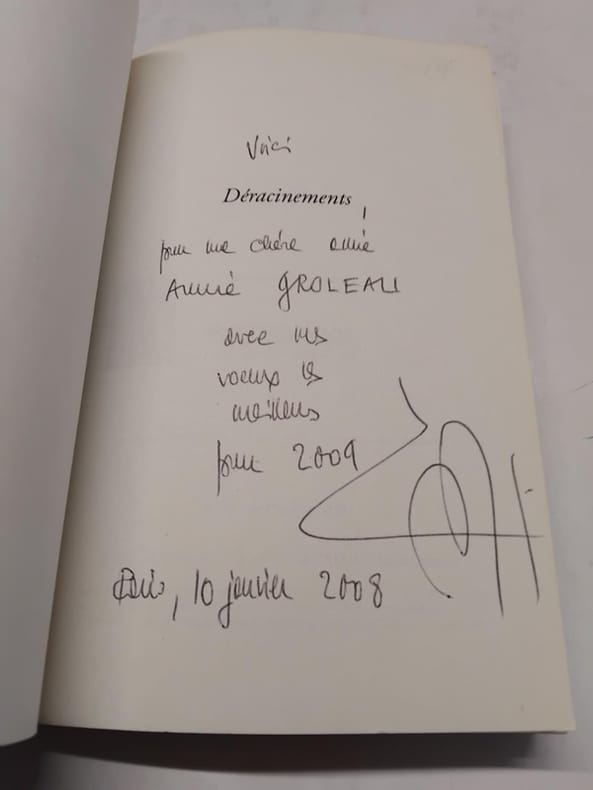 Voici
Déracinements,
pour ma chère amie
Annie GROLEAU
avec mes
voeux les
meilleurs
pour 2009
Paris, 10 janvier 2008